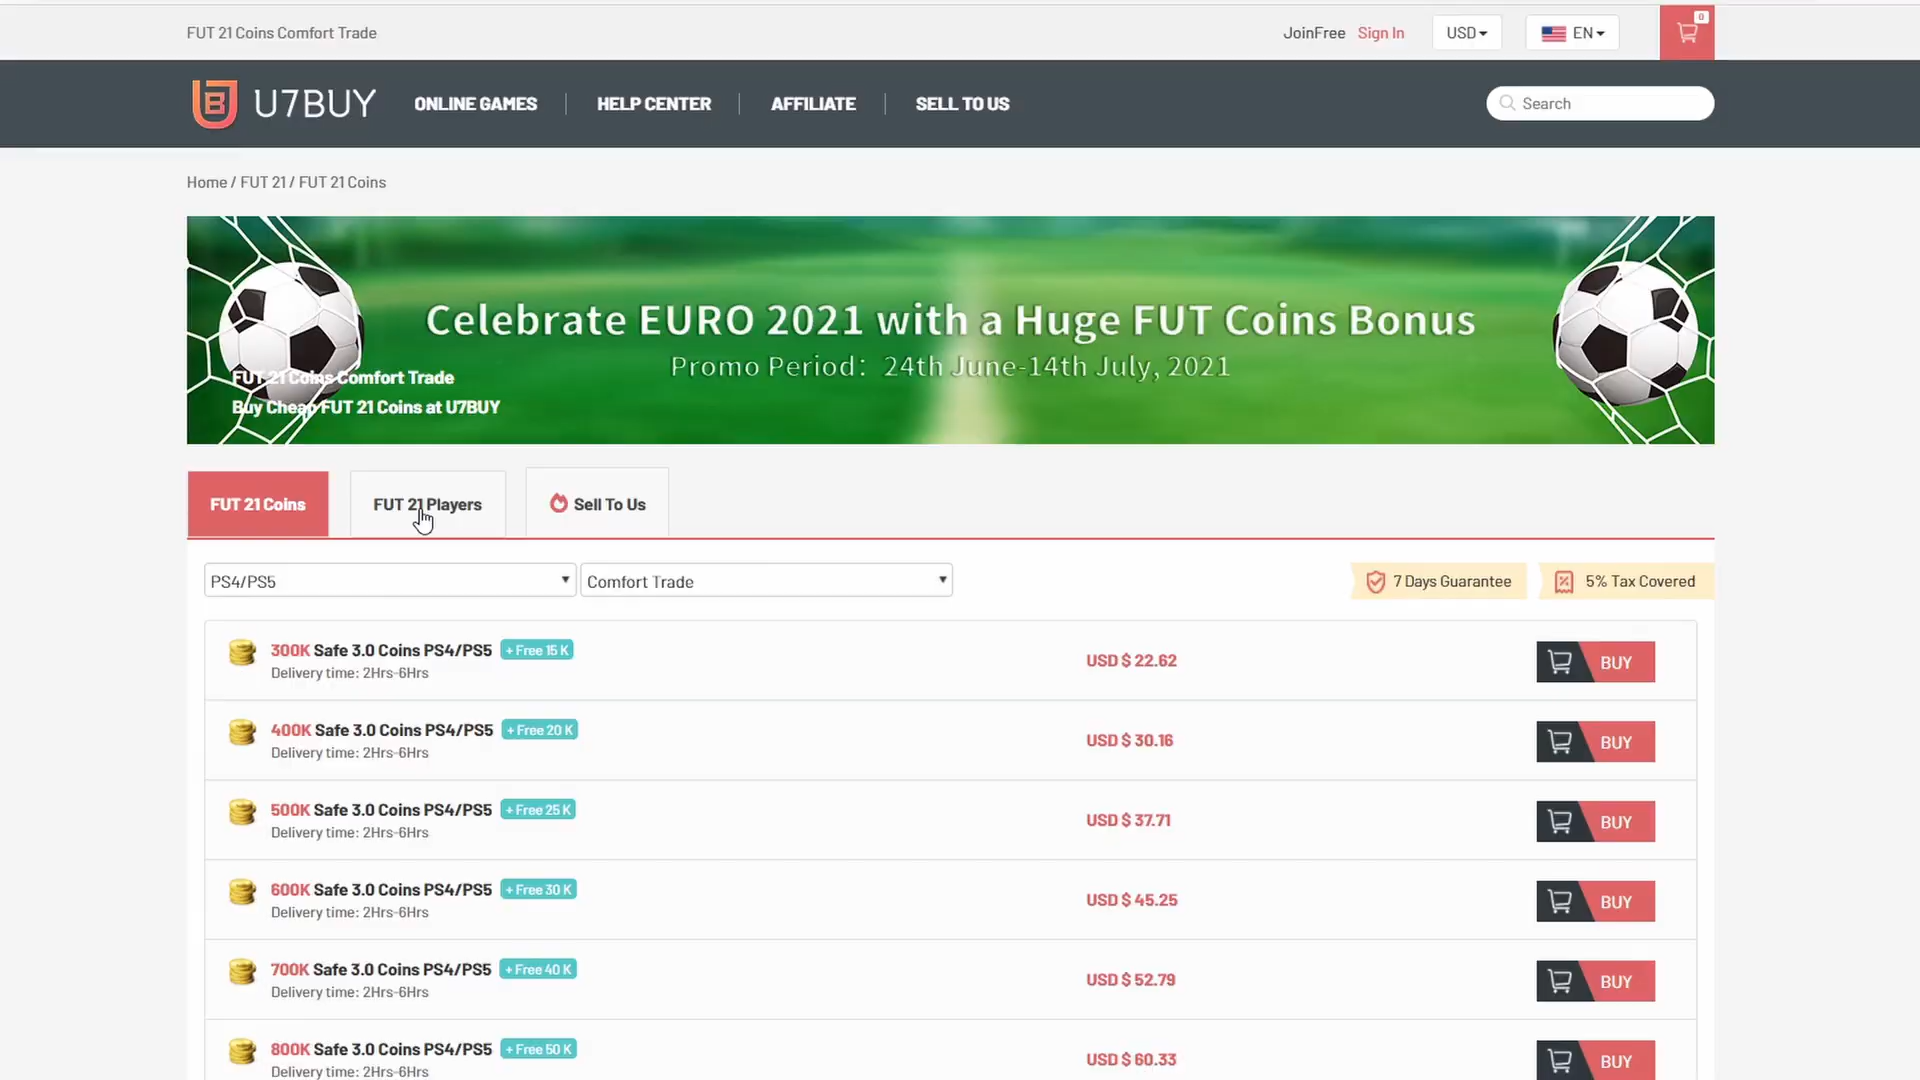 FUT 21 Coins Comfort Trade
JoinFree Sign In USD EN 0
U7BUY ONLINE GAMES HELP CENTER AFFILIATE SELL TO US Search
Home / FUT 21 / FUT 21 Coins
Celebrate EURO 2021 with a Huge FUT Coins Bonus
Promo Period: 24th June-14th July, 2021
FUT 21 Coins Comfort Trade
Buy Cheap FUT 21 Coins at U7BUY
FUT 21 Coins FUT 21 Players Sell To Us
PS4/PS5 Comfort Trade 7 Days Guarantee 5% Tax Covered
300K Safe 3.0 Coins PS4/PS5 + Free 15 K
Delivery time: 2Hrs-6Hrs
USD $ 22.62 BUY
400K Safe 3.0 Coins PS4/PS5 + Free 20 K
Delivery time: 2Hrs-6Hrs
USD $ 30.16 BUY
500K Safe 3.0 Coins PS4/PS5 + Free 25 K
Delivery time: 2Hrs-6Hrs
USD $ 37.71 BUY
600K Safe 3.0 Coins PS4/PS5 + Free 30 K
Delivery time: 2Hrs-6Hrs
USD $ 45.25 BUY
700K Safe 3.0 Coins PS4/PS5 + Free 40 K
Delivery time: 2Hrs-6Hrs
USD $ 52.79 BUY
800K Safe 3.0 Coins PS4/PS5 + Free 50 K
Delivery time: 2Hrs-6Hrs
USD $ 60.33 BUY